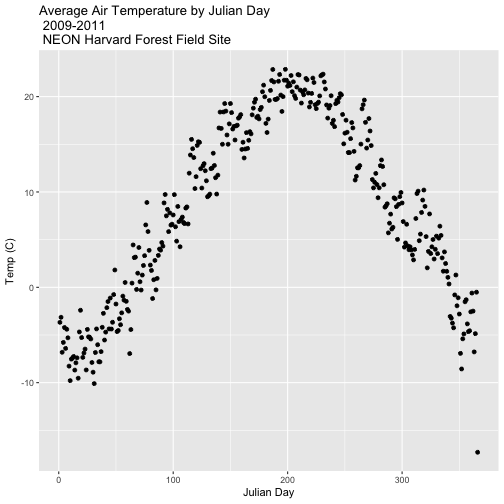 Average Air Temperature by Julian Day
2009-2011
NEON Harvard Forest Field Site
20
10
0
-10
Temp (C)
0 100 200 300
Julian Day